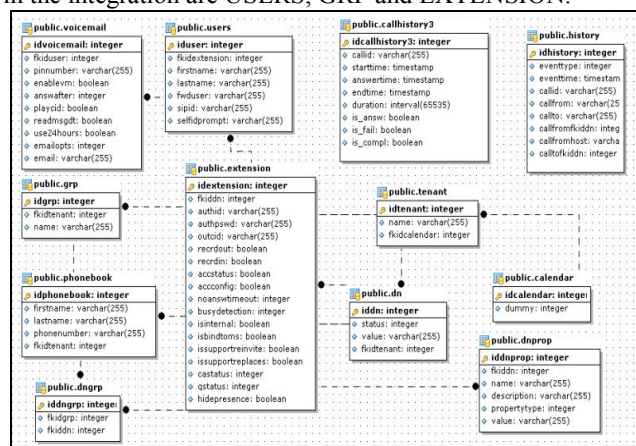 in the integration are USERS, GRP and EXTENSION.
public.voicemail
idvoicemail: integer
fkiduser: integer
pinnumber: varchar(255)
enablevm: boolean
answafter: integer
playcid: boolean
readmsgdt: boolean
use24hours: boolean
emailopts: integer
email: varchar(255)
public.users
iduser: integer
fkidextension: integer
firstname: varchar(255)
lastname: varchar(255)
fwduser: varchar(255)
sipid: varchar(255)
selfidprompt: varchar(255)
public.callhistory3
idcallhistory3: integer
callid: varchar(255)
starttime: timestamp
answertime: timestamp
endtime: timestamp
duration: interval(65535)
is_answ: boolean
is_fail: boolean
is_compl: boolean
public.history
idhistory: integer
eventtype: integer
eventtime: timestam
callid: varchar(255)
callfrom: varchar(25
callto: varchar(255)
callfromfkiddn: integ
callfromhost: varcha
calltofkiddn: integer
public.grp
idgrp: integer
fkidtenant: integer
name: varchar(255)
public.extension
idextension: integer
fkiddn: integer
authid: varchar(255)
authpswd: varchar(255)
outcid: varchar(255)
recrdout: boolean
recrdin: boolean
accstatus: boolean
accconfig: boolean
noanswtimeout: integer
busydetection: integer
isinternal: boolean
isbindtoms: boolean
issupportreinvite: boolean
issupportreplaces: boolean
castatus: integer
qstatus: integer
hidepresence: boolean
public.tenant
idtenant: integer
name: varchar(255)
fkidcalendar: integer
public.phonebook
idphonebook: integer
firstname: varchar(255)
lastname: varchar(255)
phonenumber: varchar(255)
fkidtenant: integer
public.dn
iddn: integer
status: integer
value: varchar(255)
fkidtenant: integer
public.calendar
idcalendar: integer
dummy: integer
public.dngrp
iddngrp: integer
fkidgrp: integer
fkiddn: integer
public.dnprop
iddnprop: integer
fkiddn: integer
name: varchar(255)
description: varchar(255)
propertytype: integer
value: varchar(255)